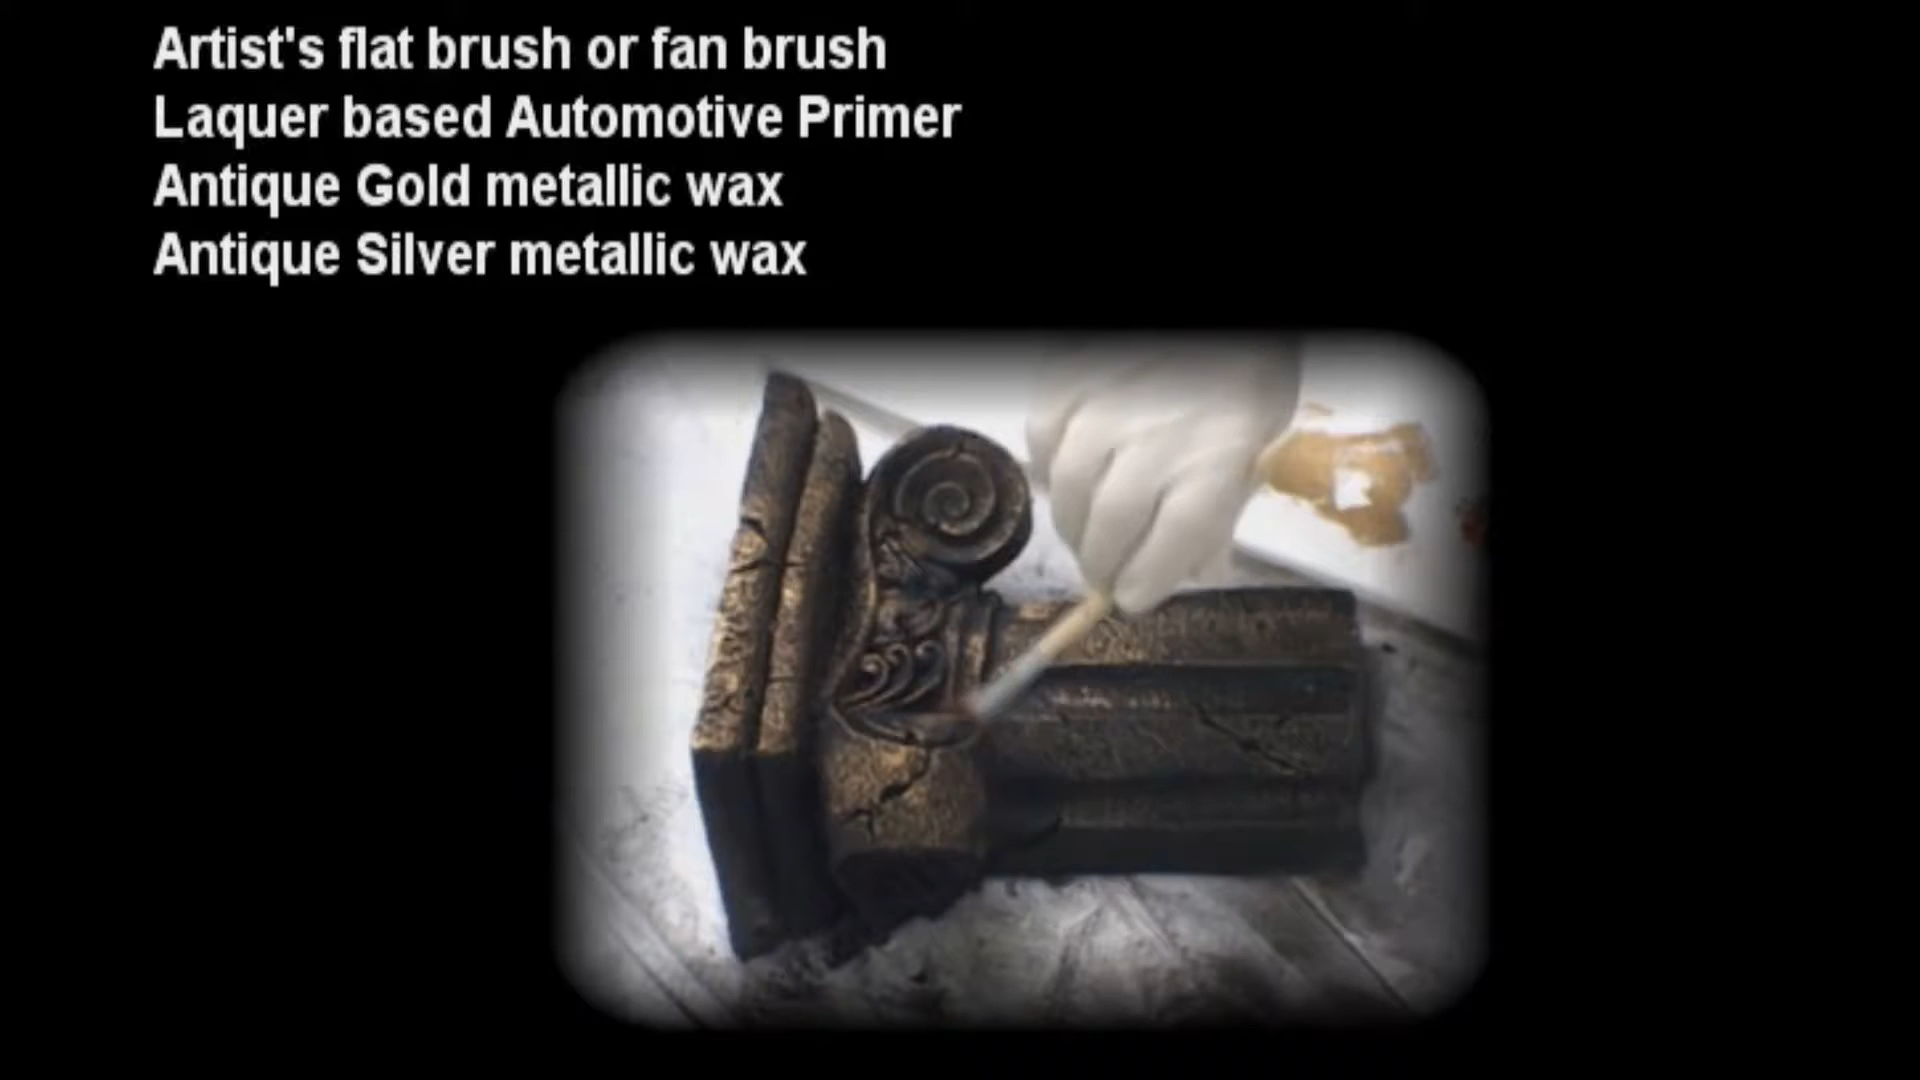 Artist's flat brush or fan brush
Laquer based Automotive Primer
Antique Gold metallic wax
Antique Silver metallic wax